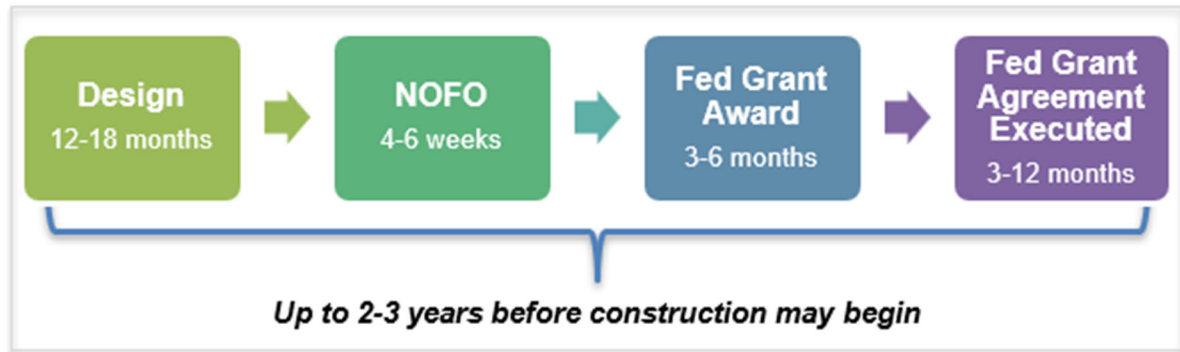 Design
12-18 months
NOFO
4-6 weeks
Fed Grant
Award
3-6 months
Fed Grant
Agreement
Executed
3-12 months
Up to 2-3 years before construction may begin